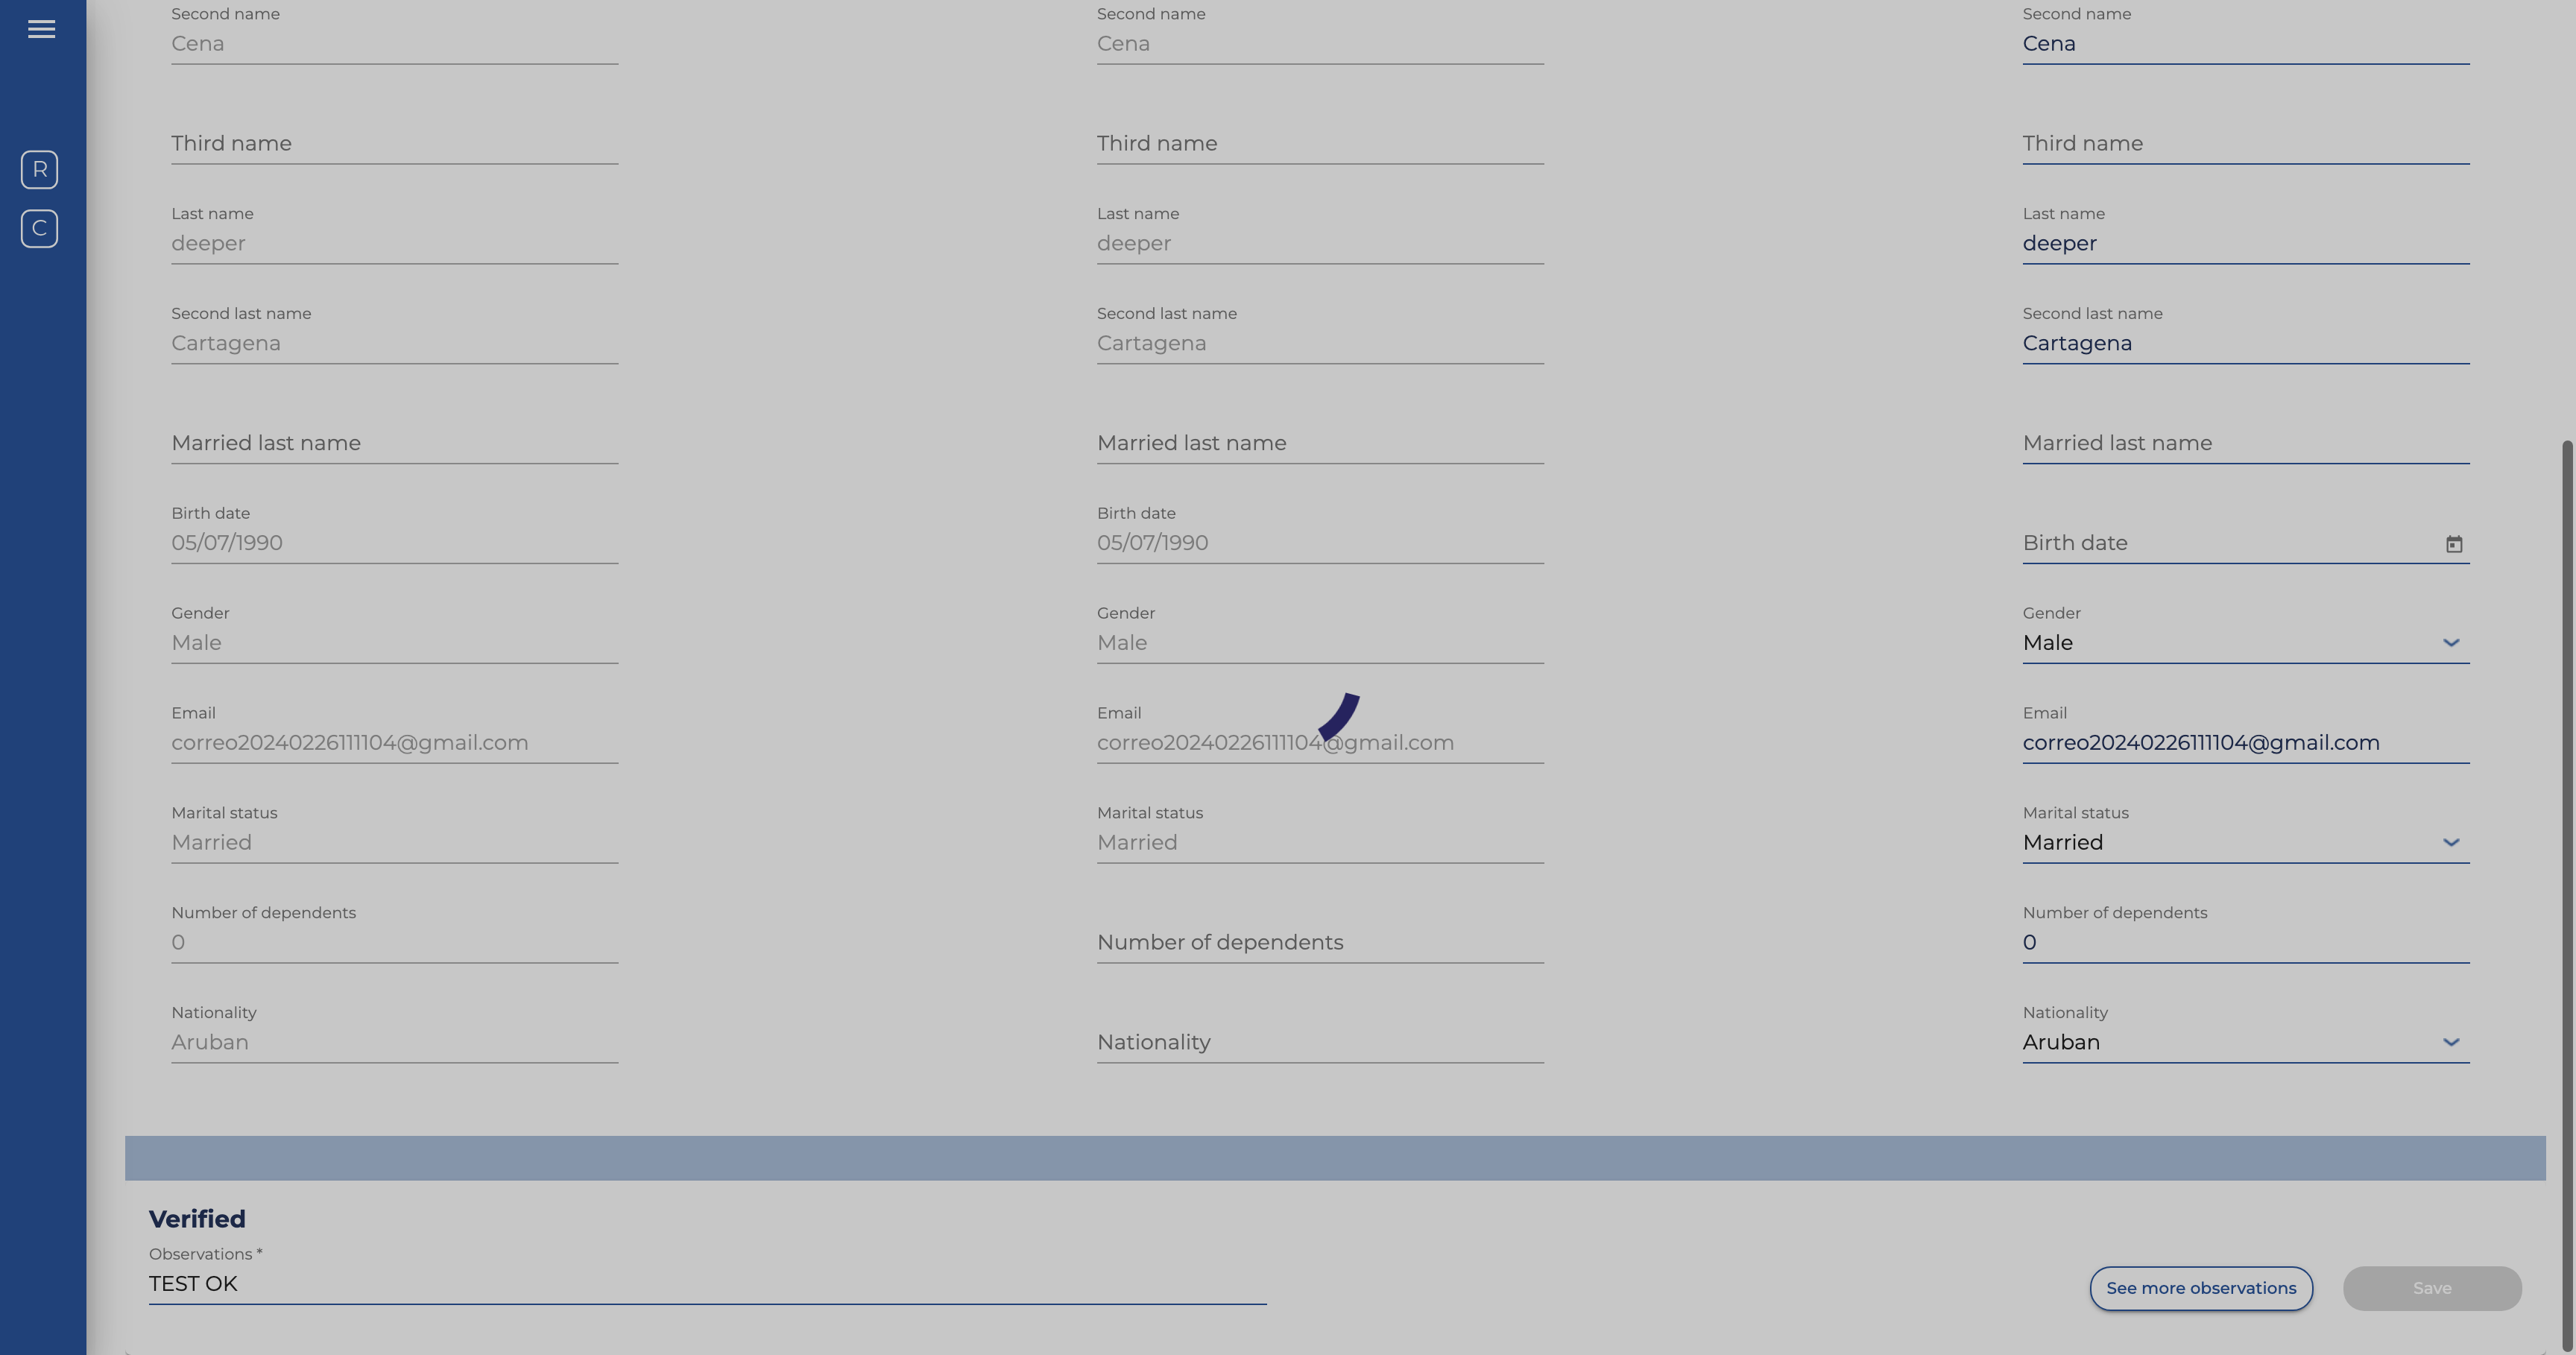 Second name Second name Second name
Cena Cena Cena
Third name Third name Third name
R
Last name Last name Last name
C
deeper deeper deeper
Second last name Second last name Second last name
Cartagena Cartagena Cartagena
Married last name Married last name Married last name
Birth date Birth date
05/07/1990 05/07/1990 Birth date
Gender Gender Gender
Male Male Male
Email Email Email
correo20240226111104@gmail.com correo20240226111104@gmail.com correo20240226111104@gmail.com
Marital status Marital status Marital status
Married Married Married
Number of dependents Number of dependents
0 Number of dependents 0
Nationality Nationality
Aruban Nationality Aruban
Verified
Observations *
TEST OK
See more observations Save